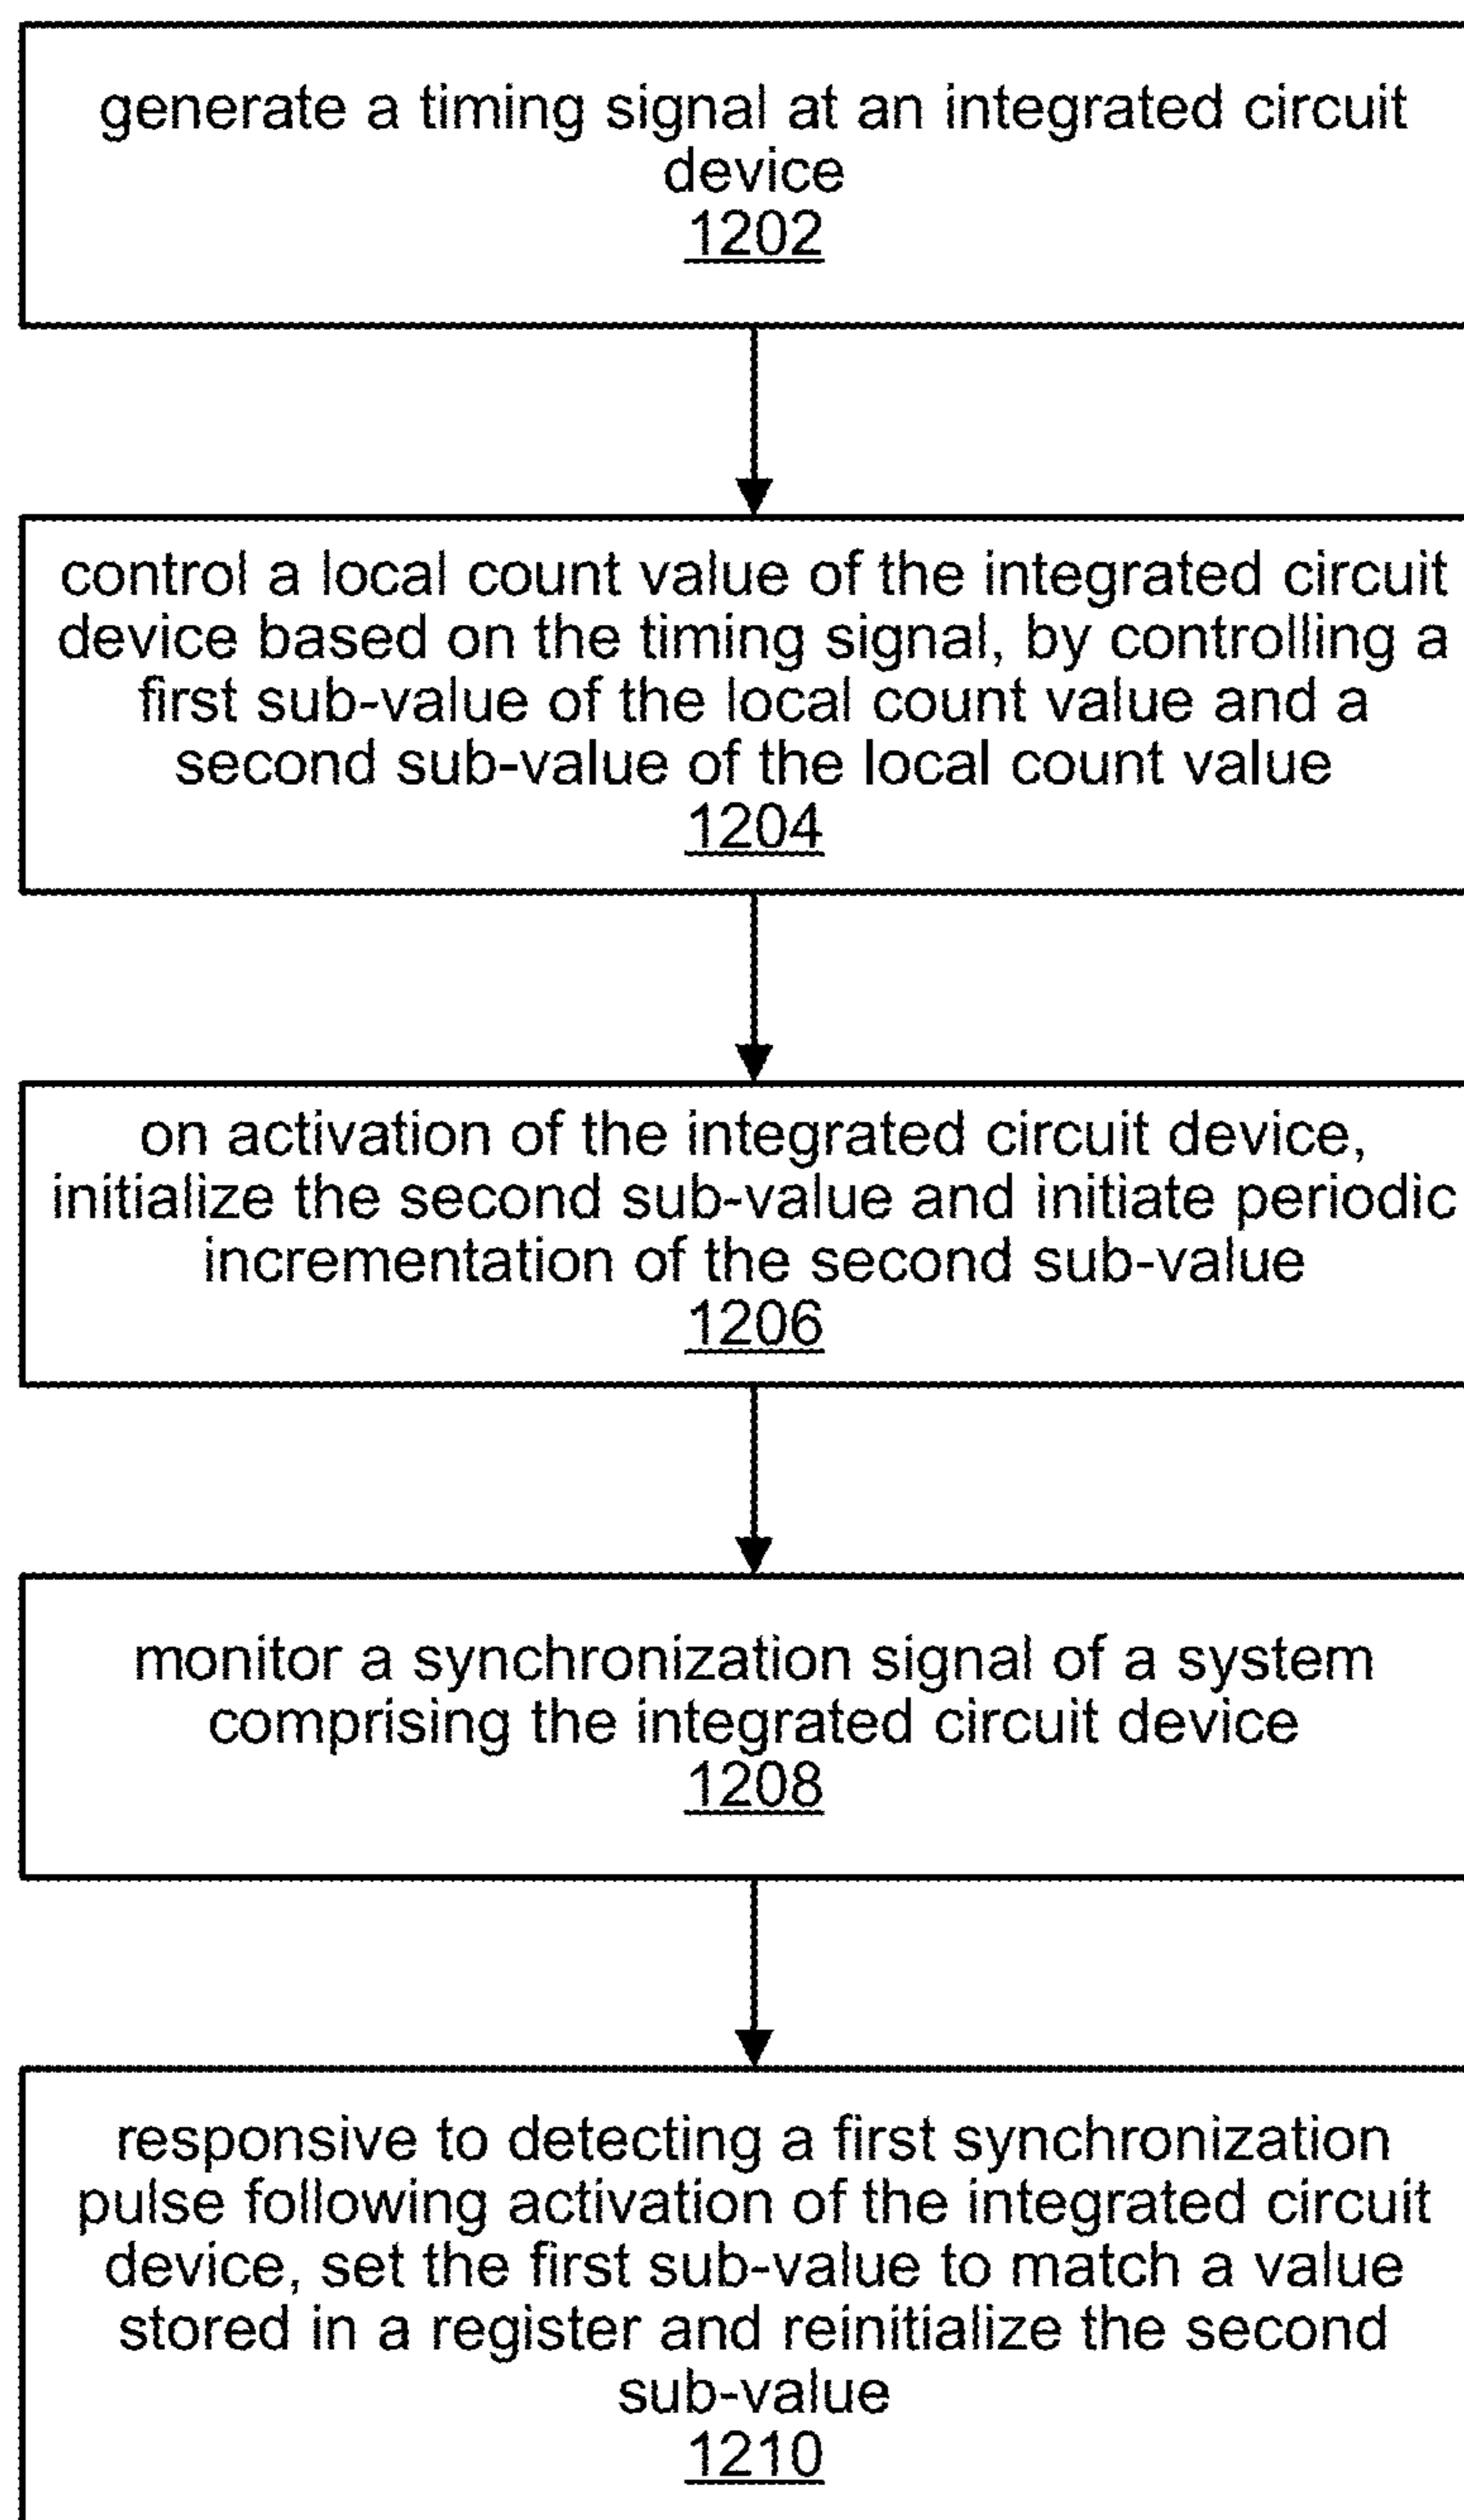 generate a timing signal at an integrated circuit
device
1202
control a local count value of the integrated circuit
device based on the timing signal, by controlling a
first sub-value of the local count value and a
second sub-value of the local count value
1204
on activation of the integrated circuit device,
initialize the second sub-value and initiate periodic
incrementation of the second sub-value
1206
monitor a synchronization signal of a system
comprising the integrated circuit device
1208
responsive to detecting a first synchronization
pulse following activation of the integrated circuit
device, set the first sub-value to match a value
stored in a register and reinitialize the second
sub-value
1210